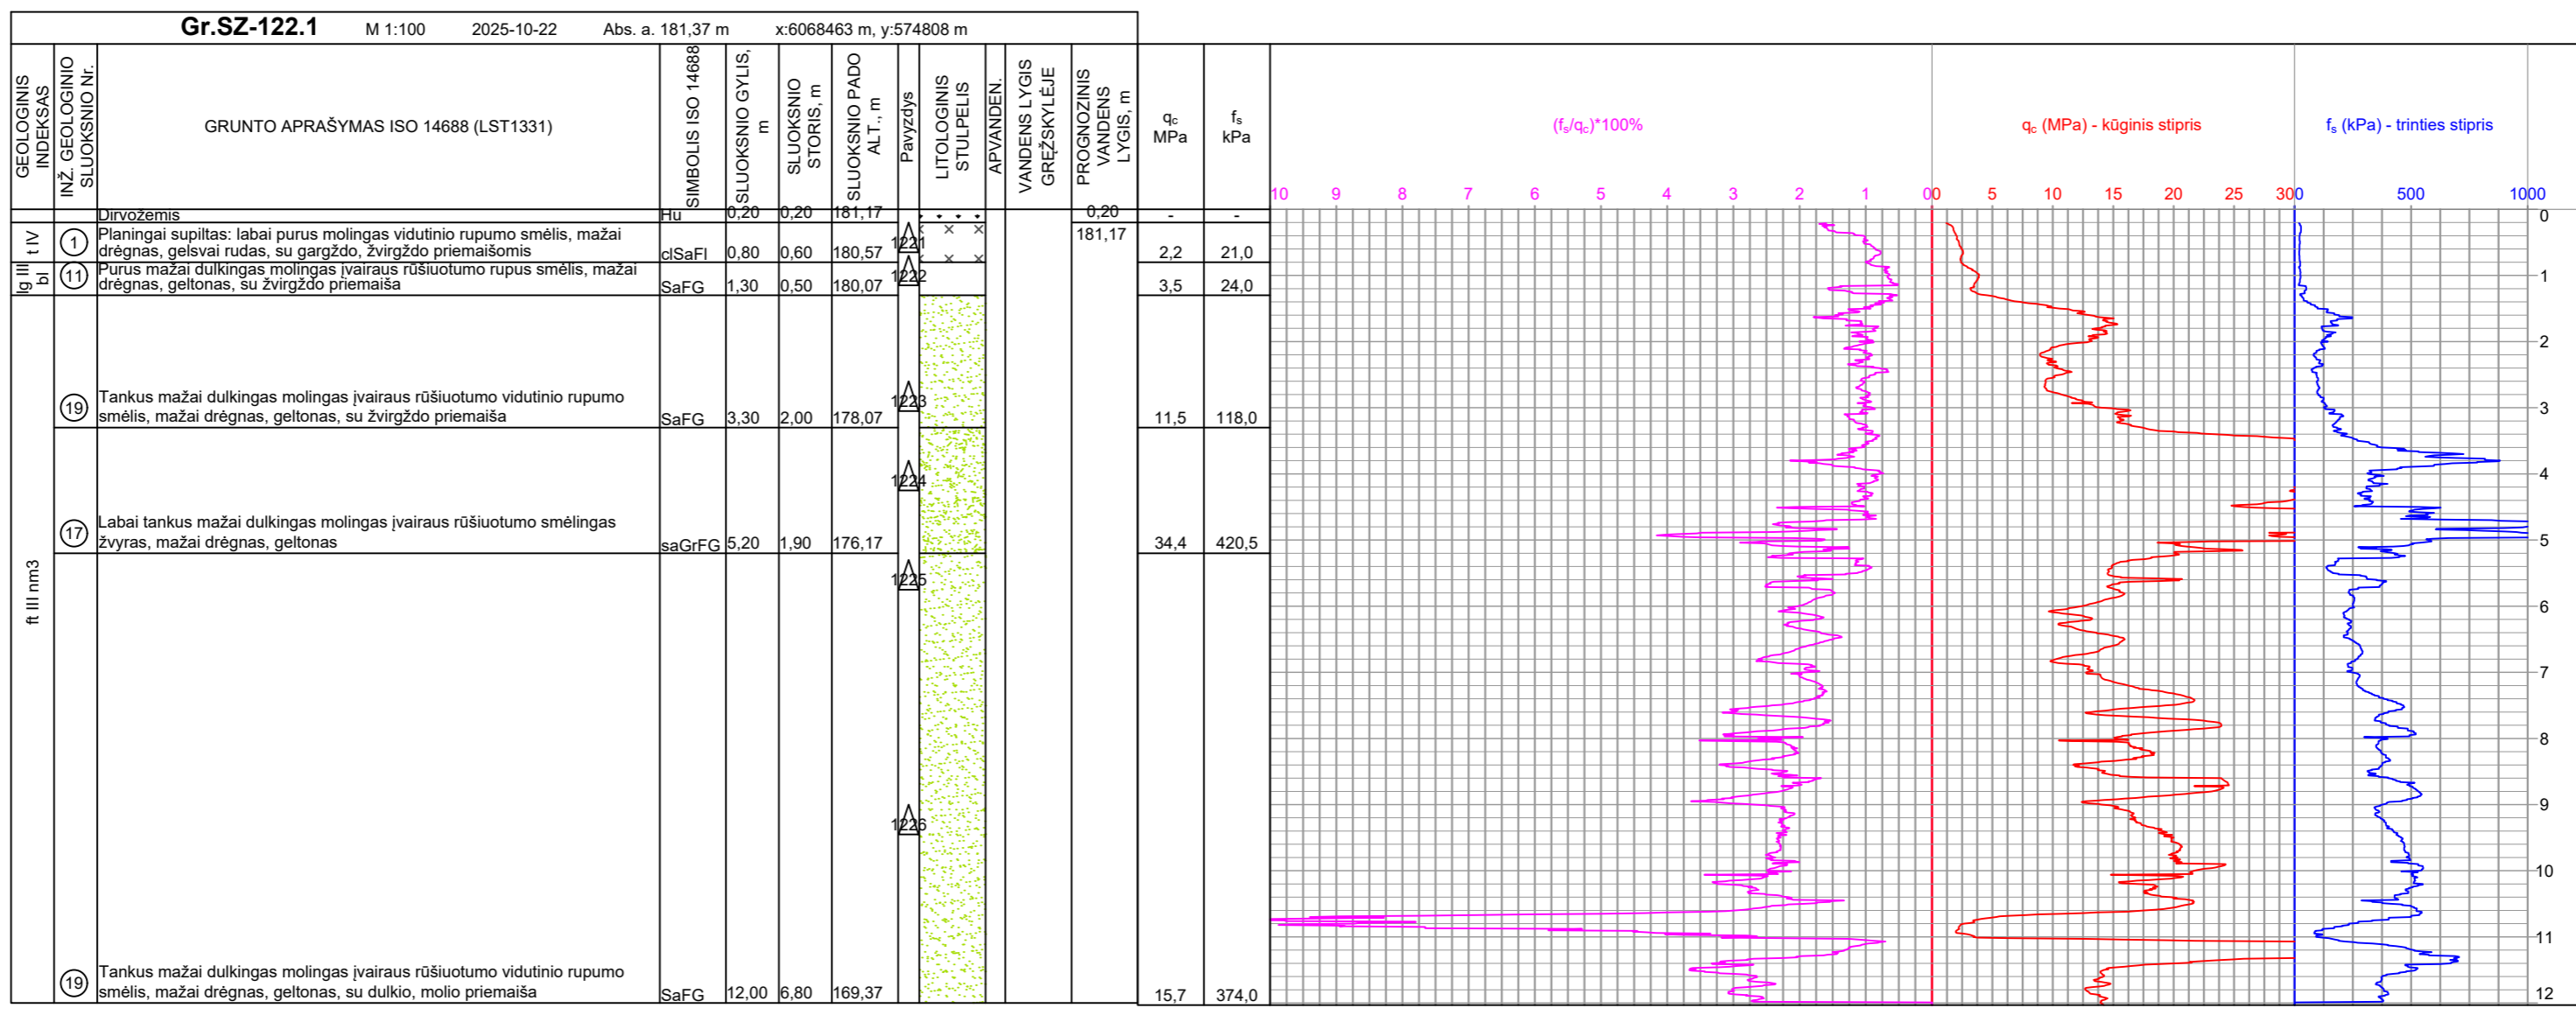 Gr.SZ-122.1 M 1:100 2025-10-22 Abs. a. 181,37 m x:6068463 m, y:574808 m
GEOLOGINIS
INDEKSAS
INŽ. GEOLOGINIO
SLUOKSNIO Nr.
GRUNTO APRAŠYMAS ISO 14688 (LST1331)
SIMBOLIS ISO 14688
SLUOKSNIO GYLIS,
m
SLUOKSNIO
STORIS, m
SLUOKSNIO PADO
ALT., m
Pavyzdys
LITOLOGINIS
STULPELIS
APVANDEN.
VANDENS LYGIS
GRĘŽSKYLĖJE
PROGNOZINIS
VANDENS
LYGIS, m
qc
MPa
fs
kPa
(fs/qc)*100%
qc (MPa) - kūginis stipris
fs (kPa) - trinties stipris
10 9 8 7 6 5 4 3 2 1 0
0 5 10 15 20 25 30
0 500 1000
Dirvožemis Hu 0,20 0,20 181,17 0,20 - -
181,17
t IV
1
Planingai supiltas: labai purus molingas vidutinio rupumo smėlis, mažai
drėgnas, gelsvai rudas, su gargždo, žvirgždo priemaišomis clSaFl 0,80 0,60 180,57 1221 2,2 21,0
lg III
bl
11
Purus mažai dulkingas molingas įvairaus rūšiuotumo rupus smėlis, mažai
drėgnas, geltonas, su žvirgždo priemaiša SaFG 1,30 0,50 180,07 1222 3,5 24,0
ft III nm3
19
Tankus mažai dulkingas molingas įvairaus rūšiuotumo vidutinio rupumo
smėlis, mažai drėgnas, geltonas, su žvirgždo priemaiša SaFG 3,30 2,00 178,07 1223 11,5 118,0
1224
17
Labai tankus mažai dulkingas molingas įvairaus rūšiuotumo smėlingas
žvyras, mažai drėgnas, geltonas saGrFG 5,20 1,90 176,17 34,4 420,5
1225
1226
19
Tankus mažai dulkingas molingas įvairaus rūšiuotumo vidutinio rupumo
smėlis, mažai drėgnas, geltonas, su dulkio, molio priemaiša SaFG 12,00 6,80 169,37 15,7 374,0
0
1
2
3
4
5
6
7
8
9
10
11
12